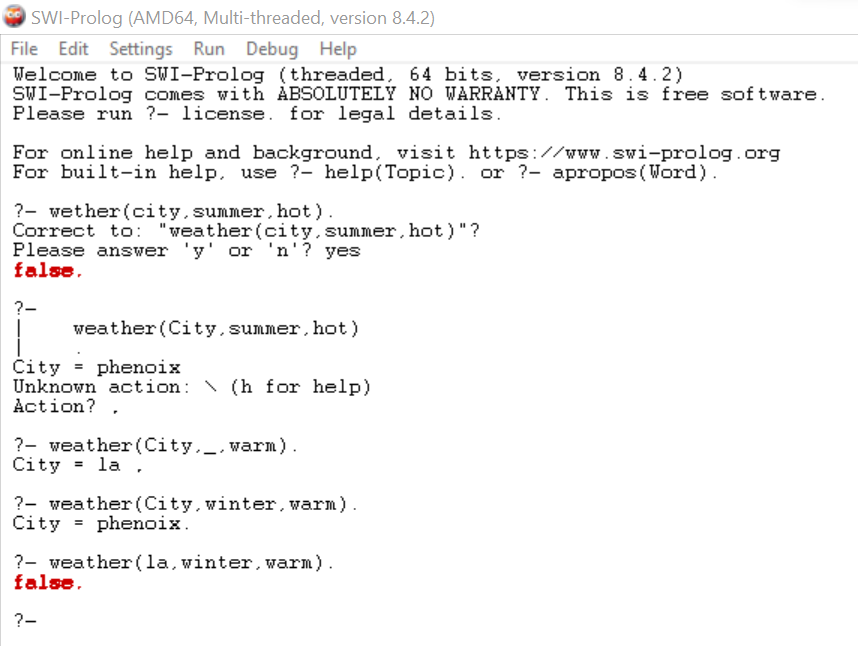 SWI-Prolog (AMD64, Multi-threaded, version 8.4.2)
File Edit Settings Run Debug Help
Welcome to SWI-Prolog (threaded, 64 bits, version 8.4.2)
SWI-Prolog comes with ABSOLUTELY NO WARRANTY. This is free software.
Please run ?- license. for legal details.
For online help and background, visit https://www.swi-prolog.org
For built-in help, use ?- help(Topic). or ?- apropos(Word).
?- wether(city,summer,hot).
Correct to: "weather(city,summer,hot)"?
Please answer 'y' or 'n'? yes
false.
?-
|    weather(City,summer,hot)
|    .
City = phenoix
Unknown action: \ (h for help)
Action? .
?- weather(City,_,warm).
City = la .
?- weather(City,winter,warm).
City = phenoix.
?- weather(la,winter,warm).
false.
?-